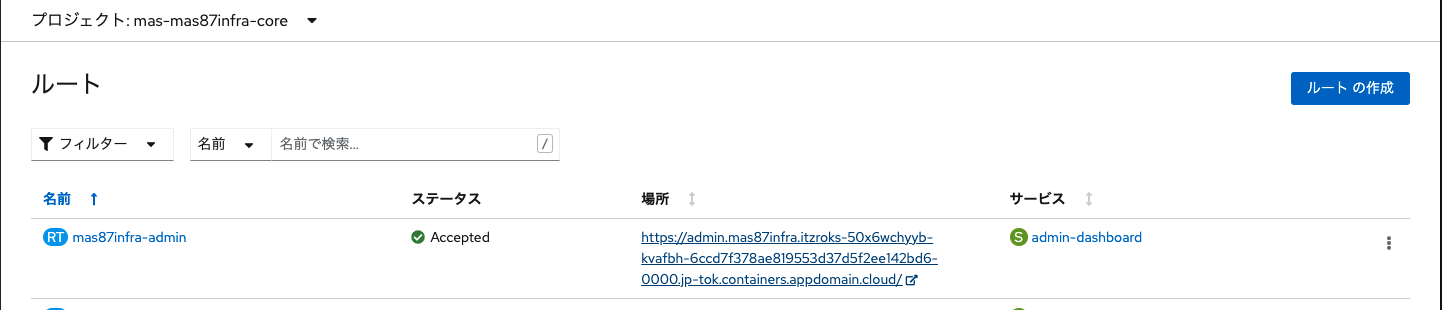 プロジェクト: mas-mas87infra-core
ルート
ルート の作成
フィルター 名前 名前で検索... /
名前 ステータス 場所 サービス
RT mas87infra-admin Accepted https://admin.mas87infra.itzroks-50x6wchyyb- S admin-dashboard
kvafbh-6ccd7f378ae819553d37d5f2ee142bd6-
0000.jp-tok.containers.appdomain.cloud/